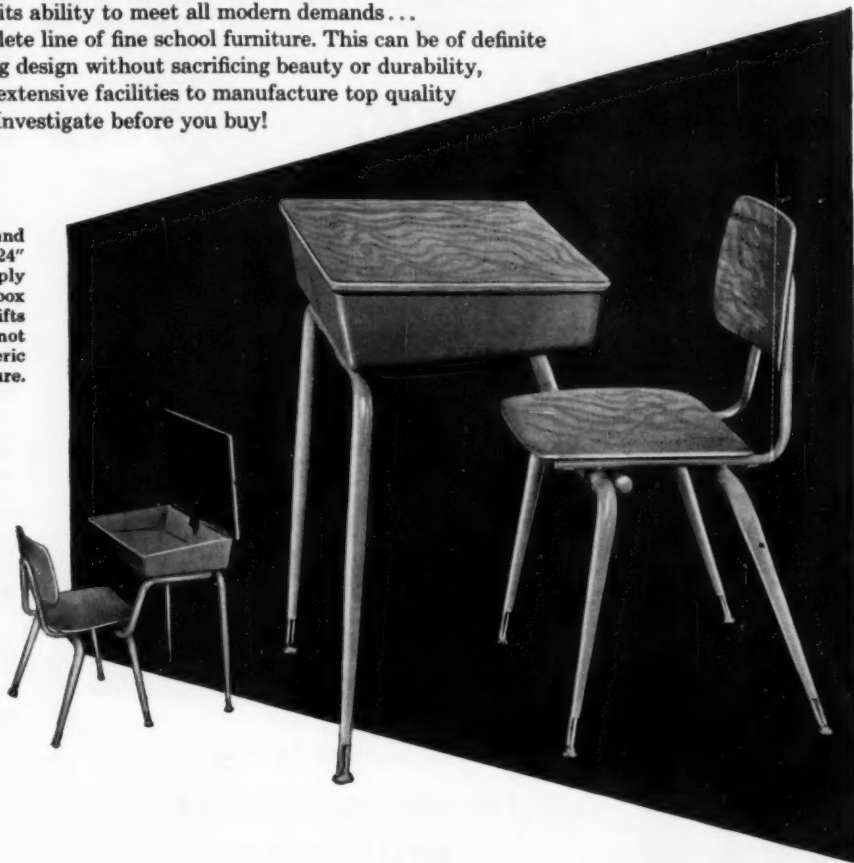 its ability to meet all modern demands...
lete line of fine school furniture. This can be of definite
g design without sacrificing beauty or durability,
extensive facilities to manufacture top quality
nvestigate before you buy!
nd
24"
ply
box
ifts
not
eric
re.